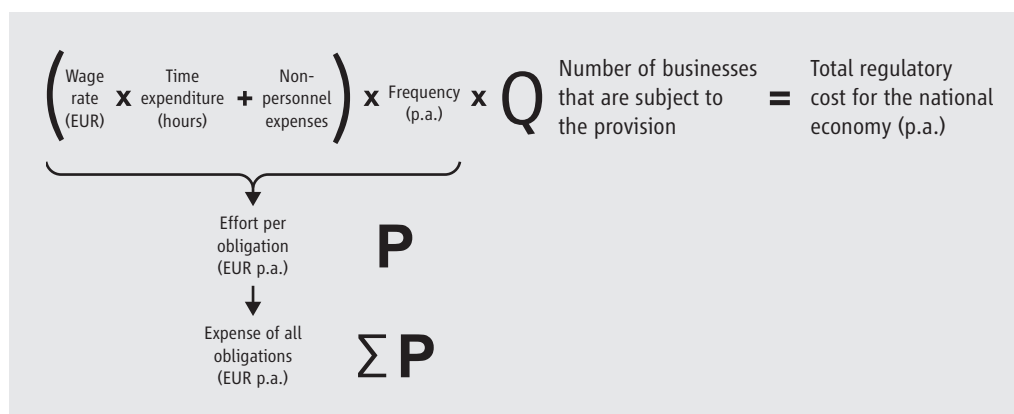 ( Wage rate (EUR) x Time expenditure (hours) + Non-personnel expenses ) x Frequency (p.a.) x Q Number of businesses that are subject to the provision = Total regulatory cost for the national economy (p.a.)
Effort per
obligation
(EUR p.a.)
P
Expense of all
obligations
(EUR p.a.)
∑ P